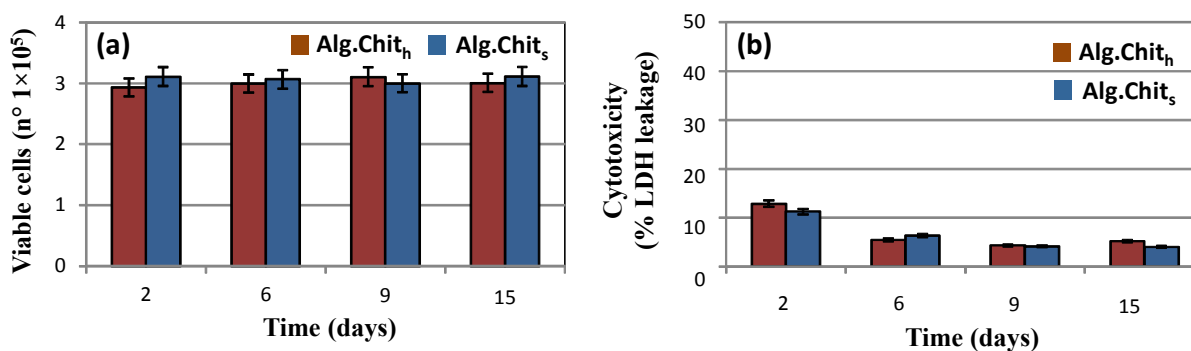 (a)
Alg.Chith
Alg.Chits
Viable cells (n° 1×10⁵)
4
3
2
1
0
2 6 9 15
Time (days)
(b)
Alg.Chith
Alg.Chits
Cytotoxicity
(% LDH leakage)
50
40
30
20
10
0
2 6 9 15
Time (days)